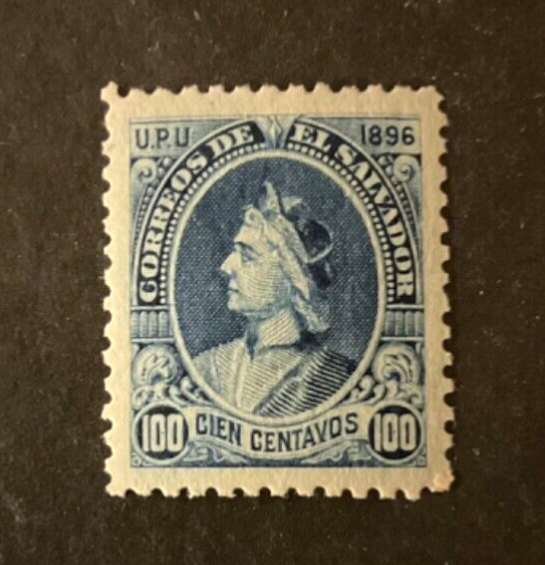 U.P.U 1896
CORREOS DE EL SALVADOR
100 CIEN CENTAVOS 100